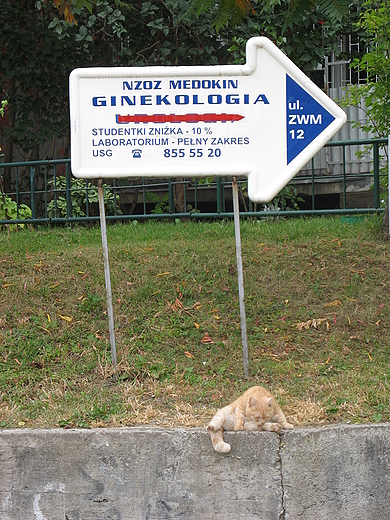 NZOZ MEDOKIN
GINEKOLOGIA
STUDENTKI ZNIŻKA - 10 %
LABORATORIUM - PEŁNY ZAKRES
USG ☎ 855 55 20
ul.
ZWM
12